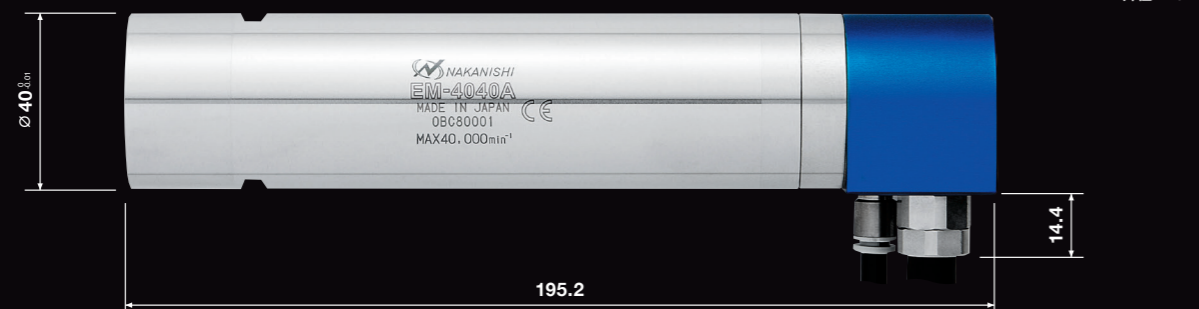 ø40 0 -0.01
NAKANISHI
EM-4040A
MADE IN JAPAN
0BC80001
CE
MAX40,000min⁻¹
14.4
195.2